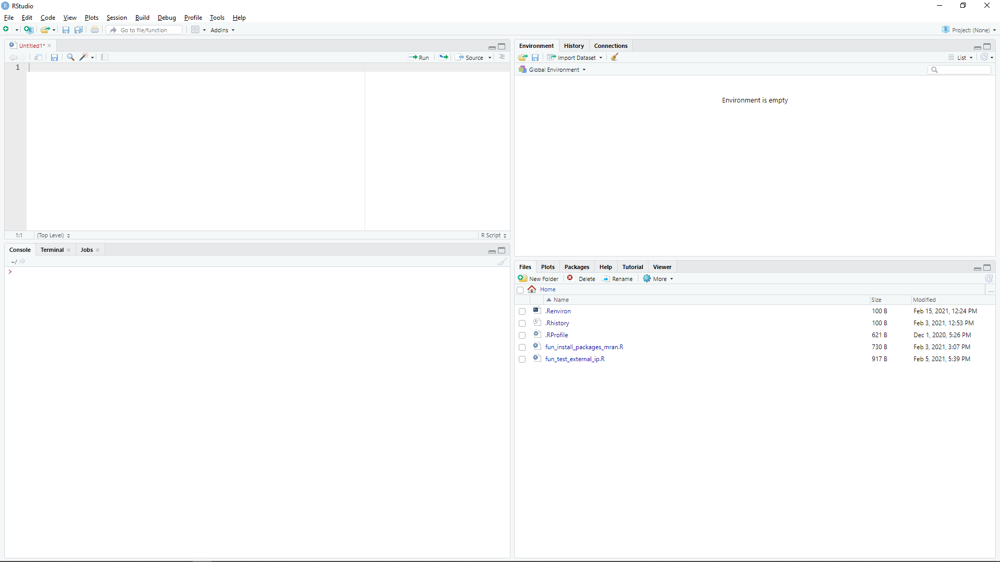 RStudio
File Edit Code View Plots Session Build Debug Profile Tools Help
Go to file/function Addins Project: (None)
Untitled1*
Run Source
1
1:1 (Top Level) R Script
Console Terminal Jobs
~/
>
Environment History Connections
Import Dataset List
Global Environment
Environment is empty
Files Plots Packages Help Tutorial Viewer
New Folder Delete Rename More
Home ...
Name Size Modified
.Renviron 100 B Feb 15, 2021, 12:24 PM
.Rhistory 100 B Feb 3, 2021, 12:53 PM
.RProfile 621 B Dec 1, 2020, 5:26 PM
fun_install_packages_mran.R 730 B Feb 3, 2021, 3:07 PM
fun_test_external_ip.R 917 B Feb 5, 2021, 5:39 PM